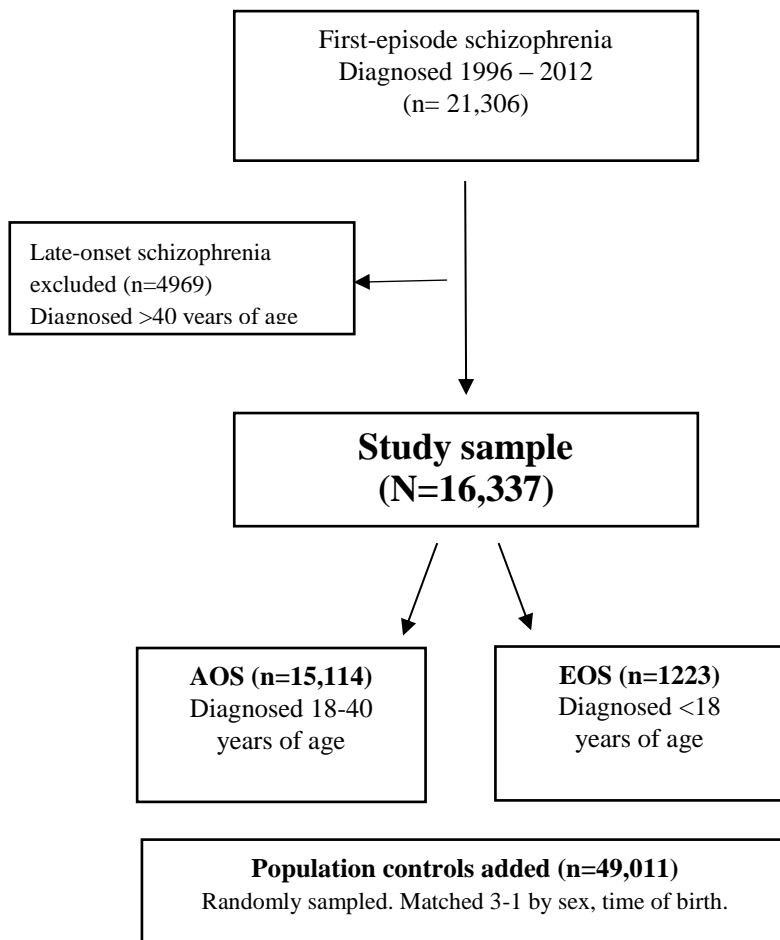 First-episode schizophrenia
Diagnosed 1996 – 2012
(n= 21,306)
Late-onset schizophrenia
excluded (n=4969)
Diagnosed >40 years of age
Study sample
(N=16,337)
AOS (n=15,114)
Diagnosed 18-40
years of age
EOS (n=1223)
Diagnosed <18
years of age
Population controls added (n=49,011)
Randomly sampled. Matched 3-1 by sex, time of birth.